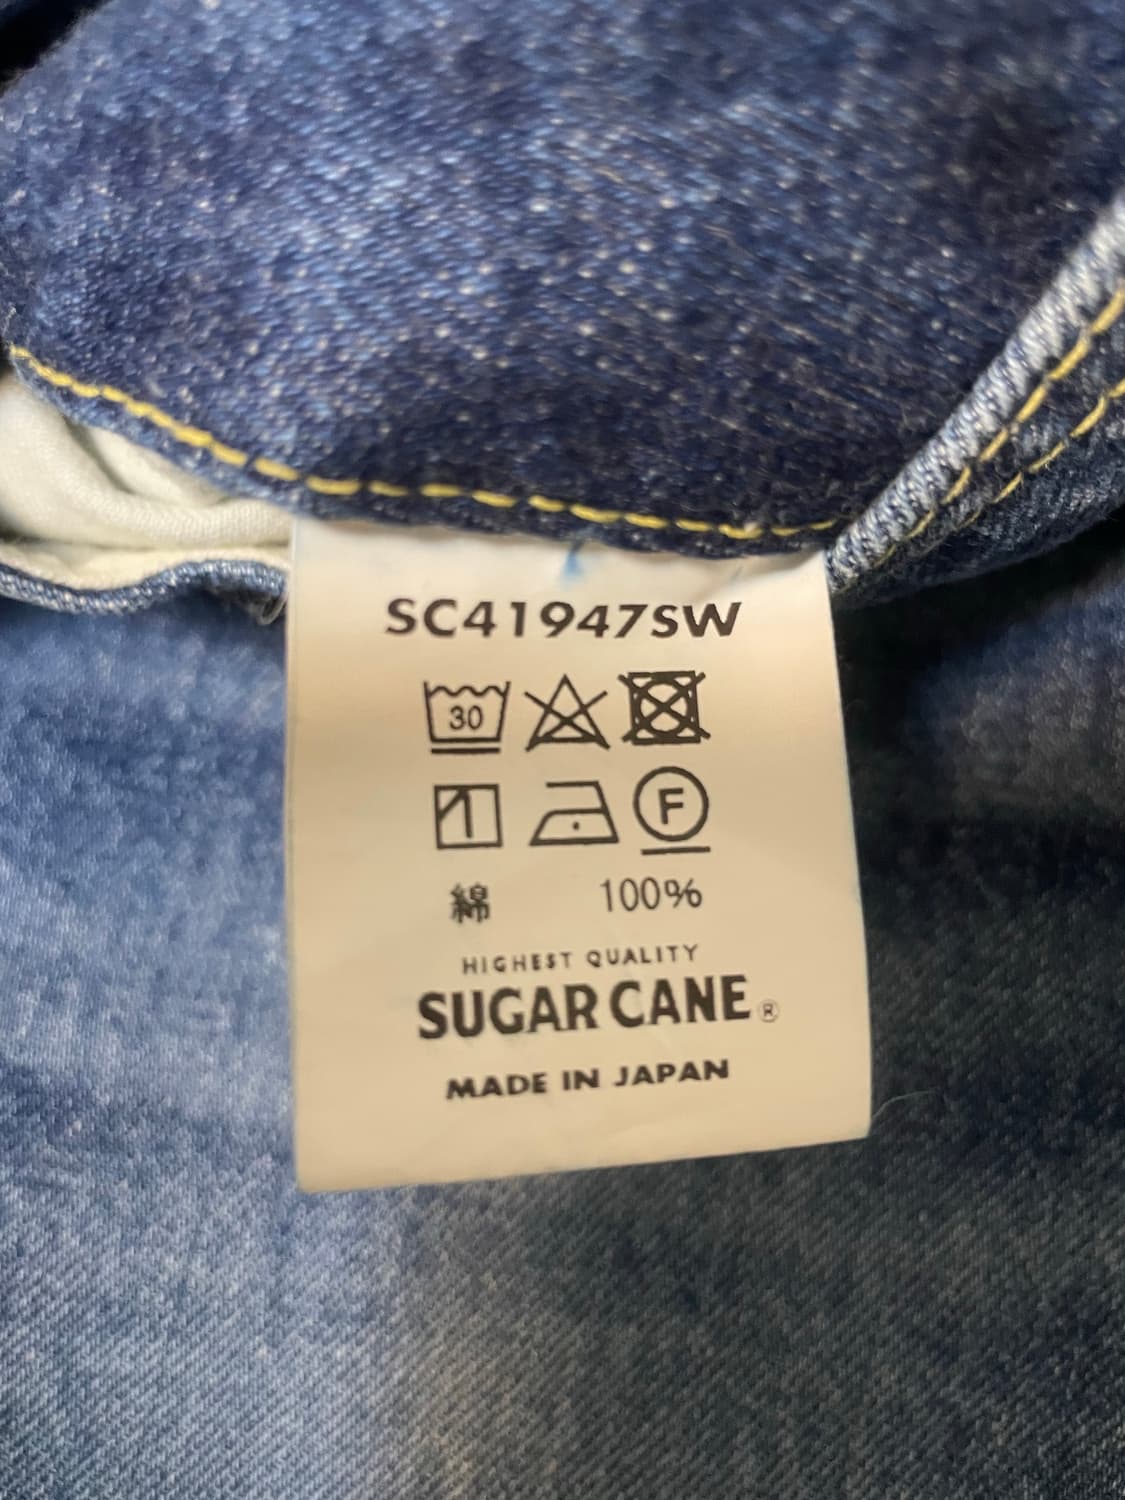 SC41947SW
30
F
綿 100%
HIGHEST QUALITY
SUGAR CANE®
MADE IN JAPAN